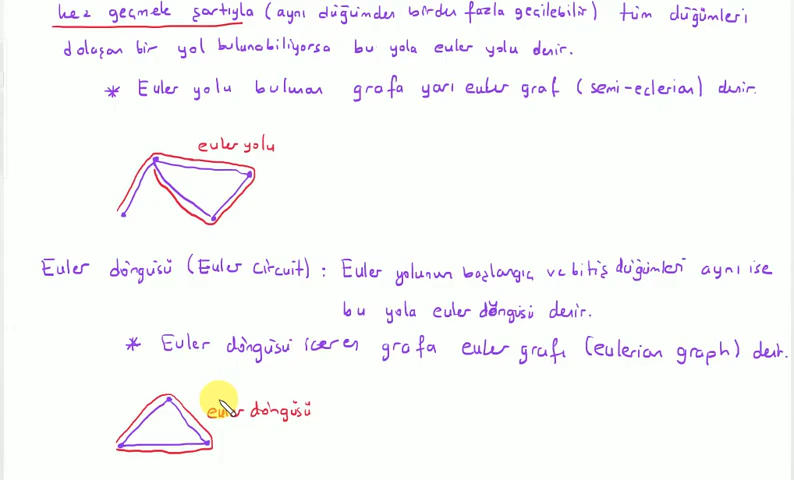 kez geçmek şartıyla (aynı düğümden birden fazla geçilebilir) tüm düğümleri
dolaşan bir yol bulunabiliyorsa bu yola euler yolu denir.
* Euler yolu bulunan grafa yarı euler graf (semi-eclerian) denir.
euler yolu
Euler döngüsü (Euler circuit) : Euler yolunun başlangıç ve bitiş düğümleri aynı ise
bu yola euler döngüsü denir.
* Euler döngüsü içeren grafa euler grafı (eulerian graph) denir.
euler döngüsü